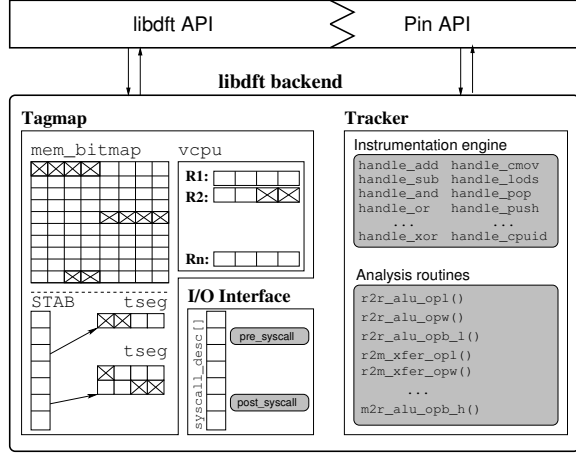 libdft API
Pin API
libdft backend
Tagmap
mem_bitmap
vcpu
R1:
R2:
Rn:
STAB
tseg
tseg
I/O Interface
syscall_desc[]
pre_syscall
post_syscall
Tracker
Instrumentation engine
handle_add handle_cmov
handle_sub handle_lods
handle_and handle_pop
handle_or handle_push
... ...
handle_xor handle_cpuid
Analysis routines
r2r_alu_opl()
r2r_alu_opw()
r2r_alu_opb_l()
r2m_xfer_opl()
r2m_xfer_opw()
...
m2r_alu_opb_h()